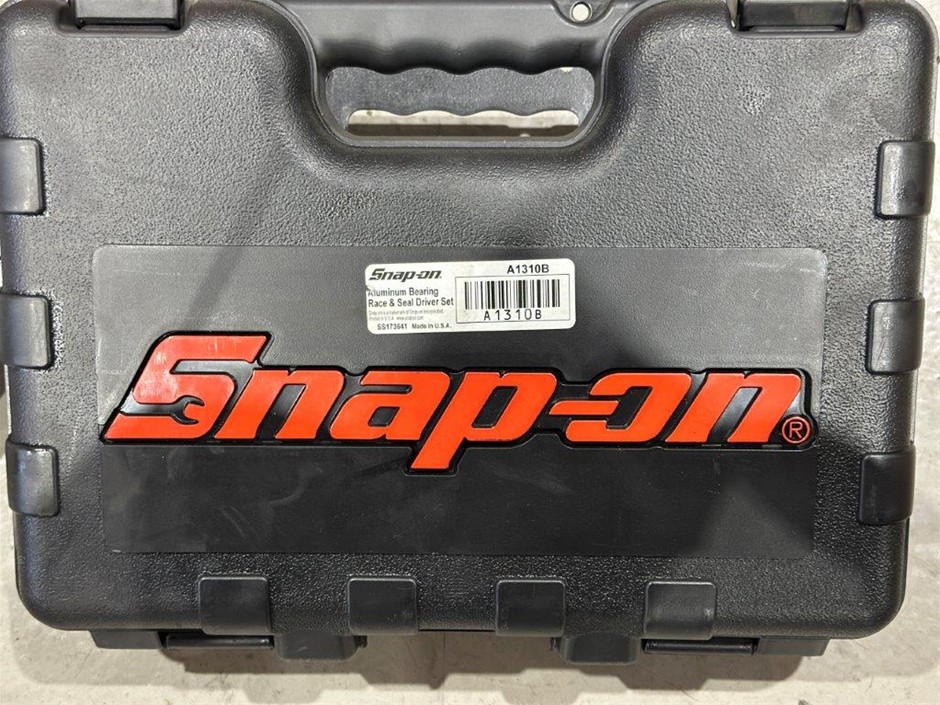 Snap-on.
A1310B
Aluminum Bearing
Race & Seal Driver Set
A1310B
SS173641 Made in U.S.A.
Snap-on®